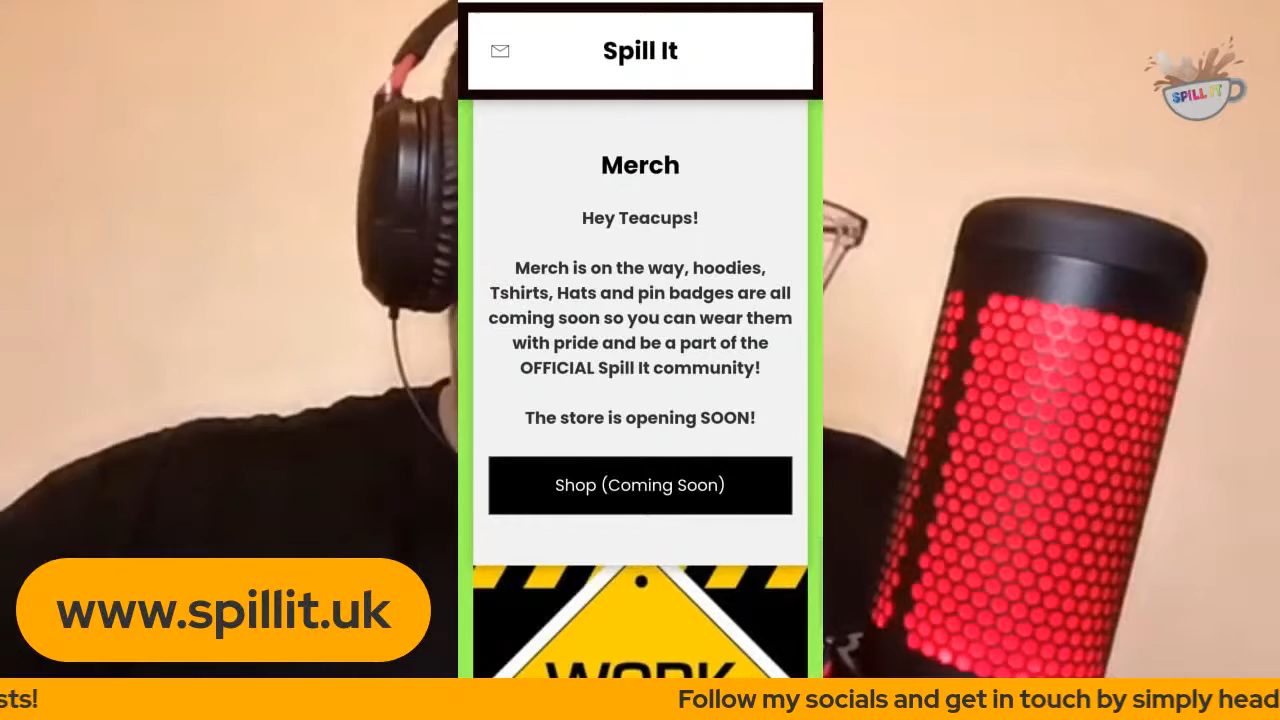 Spill It
SPILL IT
Merch
Hey Teacups!
Merch is on the way, hoodies,
Tshirts, Hats and pin badges are all
coming soon so you can wear them
with pride and be a part of the
OFFICIAL Spill It community!
The store is opening SOON!
Shop (Coming Soon)
www.spillit.uk
WORK
sts!
Follow my socials and get in touch by simply head